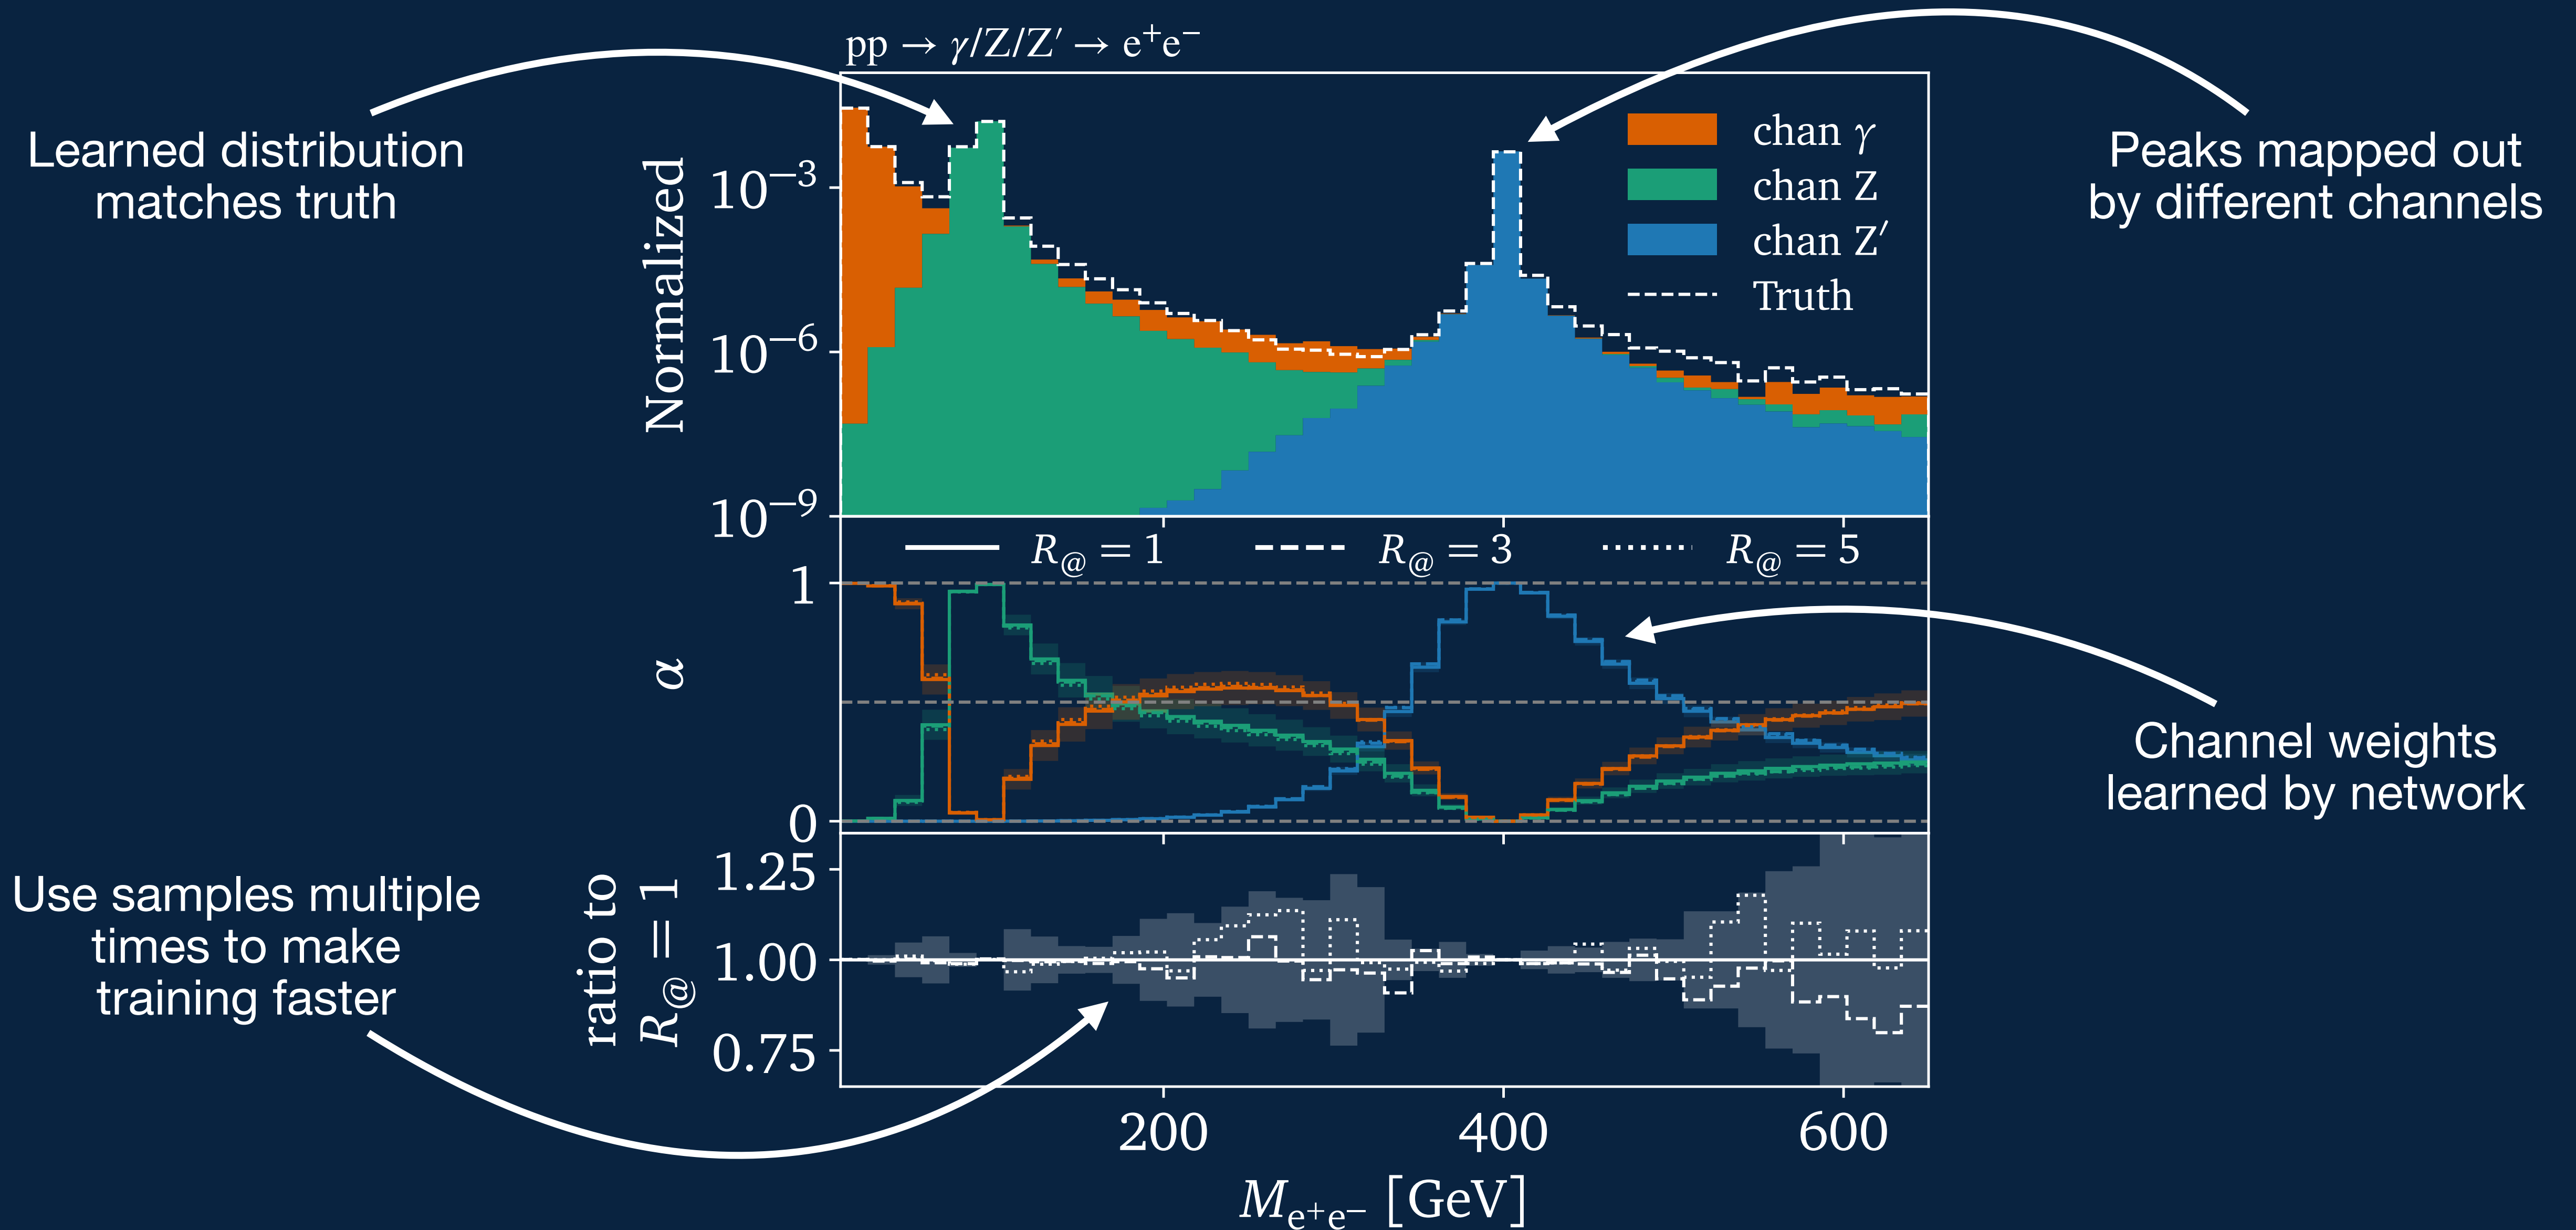 pp → γ/Z/Z′ → e⁺e⁻
Learned distribution
matches truth
Peaks mapped out
by different channels
chan γ
chan Z
chan Z′
Truth
Normalized
10⁻³
10⁻⁶
10⁻⁹
R@ = 1
R@ = 3
R@ = 5
1
α
0
Channel weights
learned by network
Use samples multiple
times to make
training faster
ratio to
R@ = 1
1.25
1.00
0.75
200
400
600
Mₑ⁺ₑ⁻ [GeV]